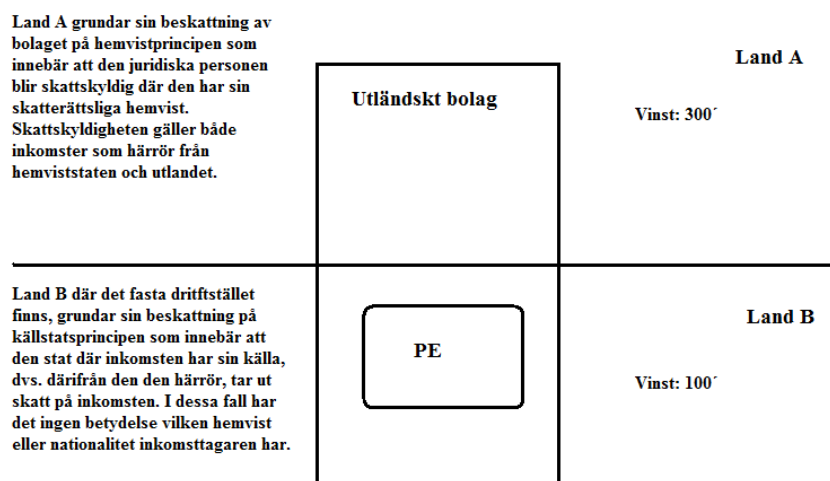 Land A grundar sin beskattning av
bolaget på hemvistprincipen som
innebär att den juridiska personen
blir skattskyldig där den har sin
skatterättsliga hemvist.
Skattskyldigheten gäller både
inkomster som härrör från
hemviststaten och utlandet.
Utländskt bolag
Land A
Vinst: 300´
Land B där det fasta dritftstället
finns, grundar sin beskattning på
källstatsprincipen som innebär att
den stat där inkomsten har sin källa,
dvs. därifrån den den härrör, tar ut
skatt på inkomsten. I dessa fall har
det ingen betydelse vilken hemvist
eller nationalitet inkomsttagaren har.
PE
Land B
Vinst: 100´